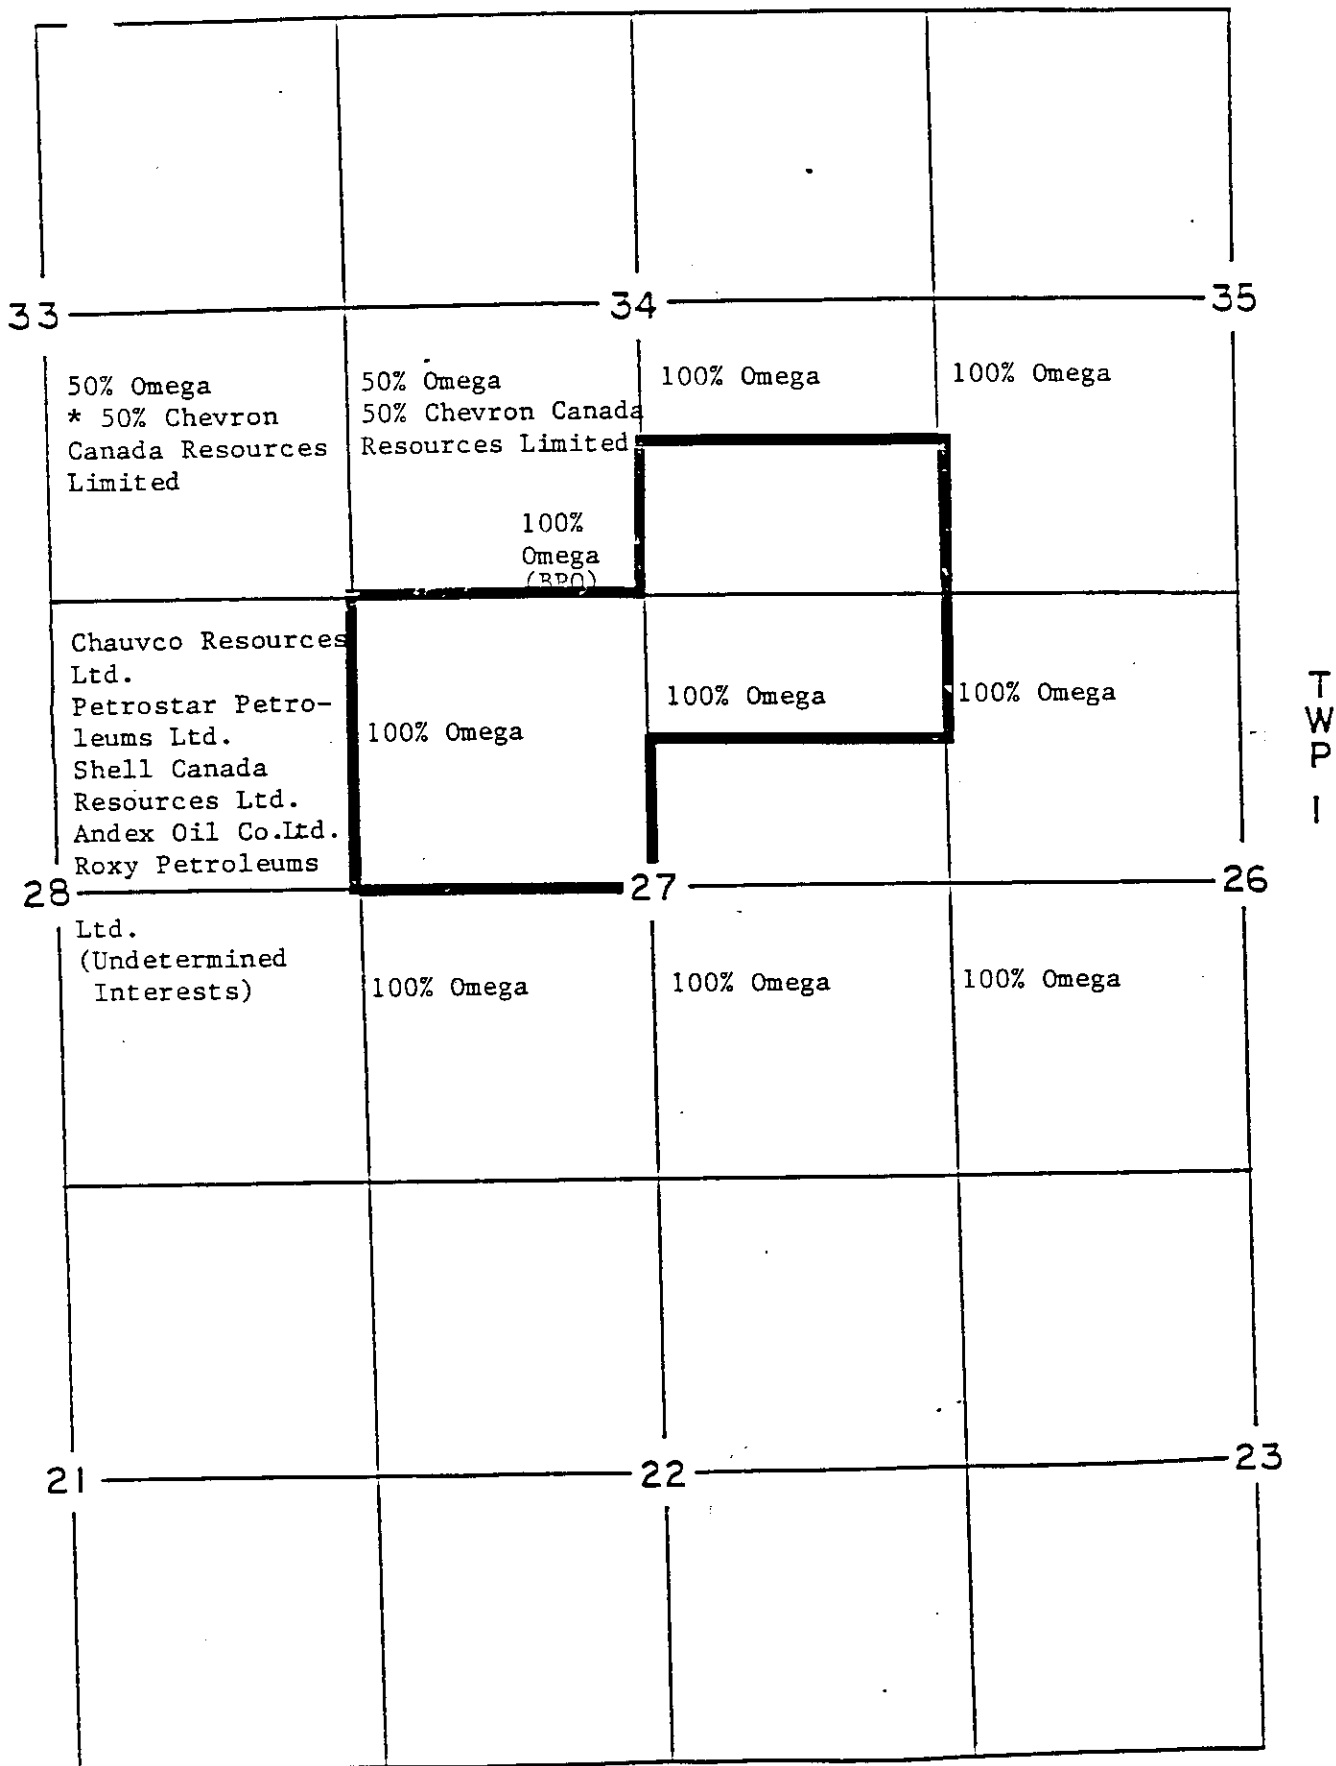 33
34
35
50% Omega
* 50% Chevron
Canada Resources
Limited
50% Omega
50% Chevron Canada
Resources Limited
100%
Omega
(BPO)
100% Omega
100% Omega
Chauvco Resources
Ltd.
Petrostar Petro-
leums Ltd.
Shell Canada
Resources Ltd.
Andex Oil Co.Ltd.
Roxy Petroleums
Ltd.
(Undetermined
Interests)
100% Omega
100% Omega
100% Omega
TWP 1
28
27
26
100% Omega
100% Omega
100% Omega
21
22
23